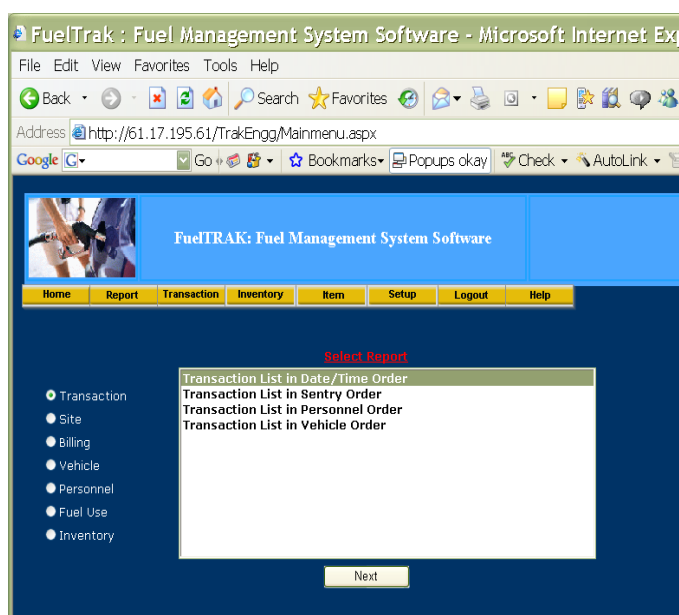 FuelTrak : Fuel Management System Software - Microsoft Internet Exp
File Edit View Favorites Tools Help
Back Search Favorites
Address http://61.17.195.61/TrakEngg/Mainmenu.aspx
Google G Go Bookmarks Popups okay ABC Check AutoLink
FuelTRAK: Fuel Management System Software
Home Report Transaction Inventory Item Setup Logout Help
Select Report
Transaction List in Date/Time Order
Transaction List in Sentry Order
Transaction List in Personnel Order
Transaction List in Vehicle Order
Transaction
Site
Billing
Vehicle
Personnel
Fuel Use
Inventory
Next